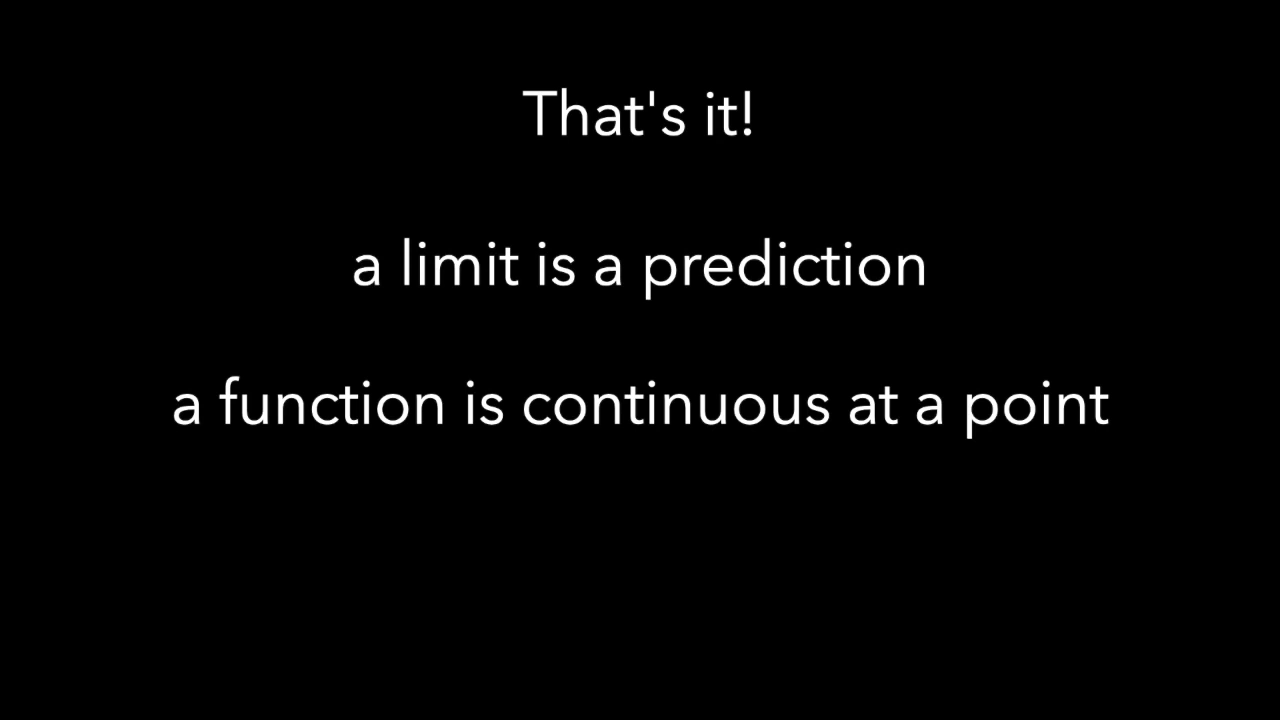 That's it!
a limit is a prediction
a function is continuous at a point